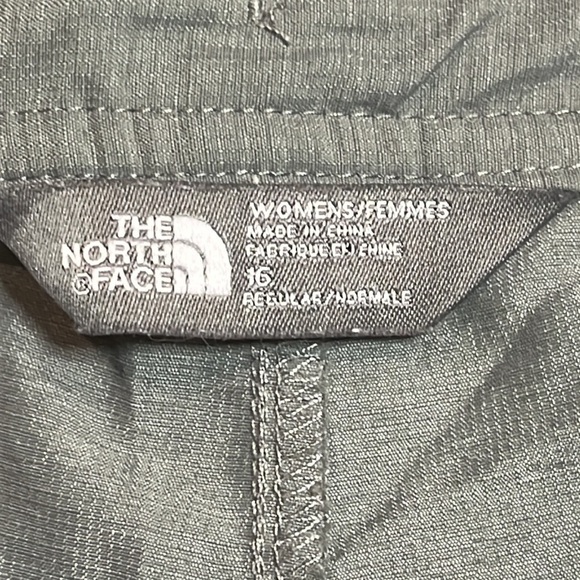 THE
NORTH
®FACE
WOMENS/FEMMES
MADE IN CHINA
FABRIQUE EN CHINE
16
REGULAR/NORMALE